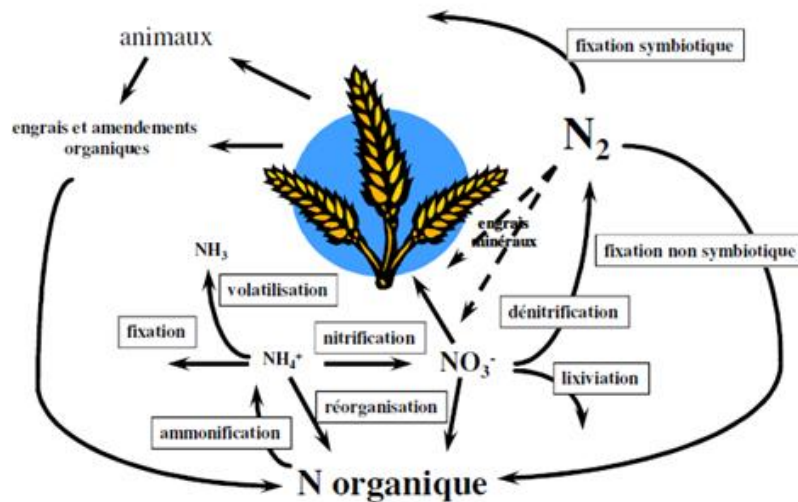 animaux
fixation symbiotique
engrais et amendements
organiques
N₂
engrais
minéraux
fixation non symbiotique
NH₃
volatilisation
dénitrification
fixation
nitrification
NH₄⁺
NO₃⁻
lixiviation
réorganisation
ammonification
N organique